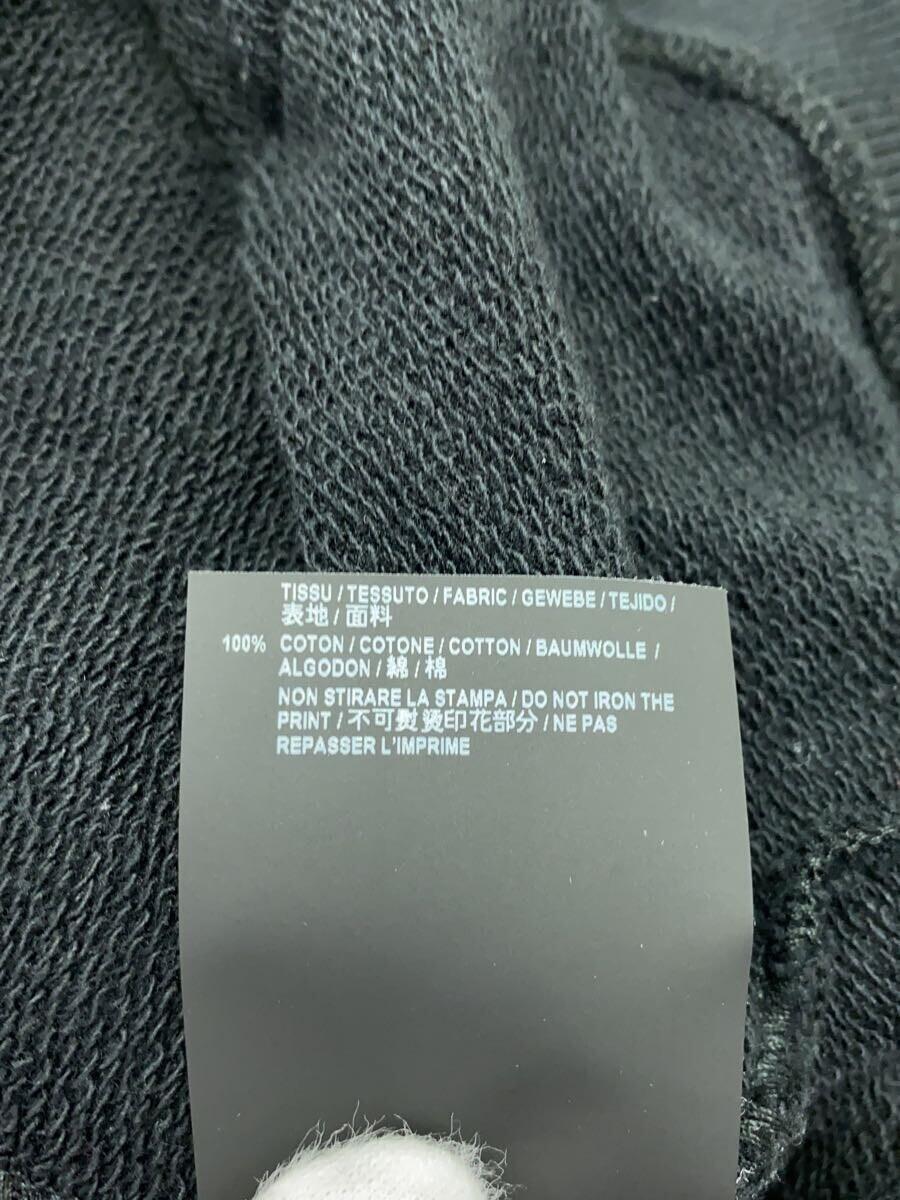 TISSU / TESSUTO / FABRIC / GEWEBE / TEJIDO /
表地 / 面料
100% COTON / COTONE / COTTON / BAUMWOLLE /
ALGODON / 綿 / 棉
NON STIRARE LA STAMPA / DO NOT IRON THE
PRINT / 不可熨烫印花部分 / NE PAS
REPASSER L'IMPRIME